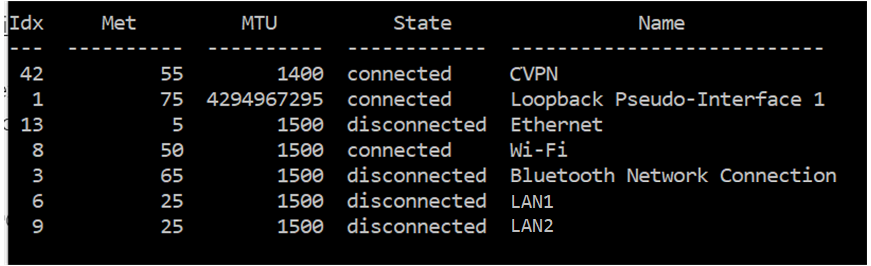 Idx     Met         MTU          State                Name
---  ----------  ----------  ------------  ---------------------------
 42          55        1400  connected     CVPN
  1          75  4294967295  connected     Loopback Pseudo-Interface 1
 13           5        1500  disconnected  Ethernet
  8          50        1500  connected     Wi-Fi
  3          65        1500  disconnected  Bluetooth Network Connection
  6          25        1500  disconnected  LAN1
  9          25        1500  disconnected  LAN2